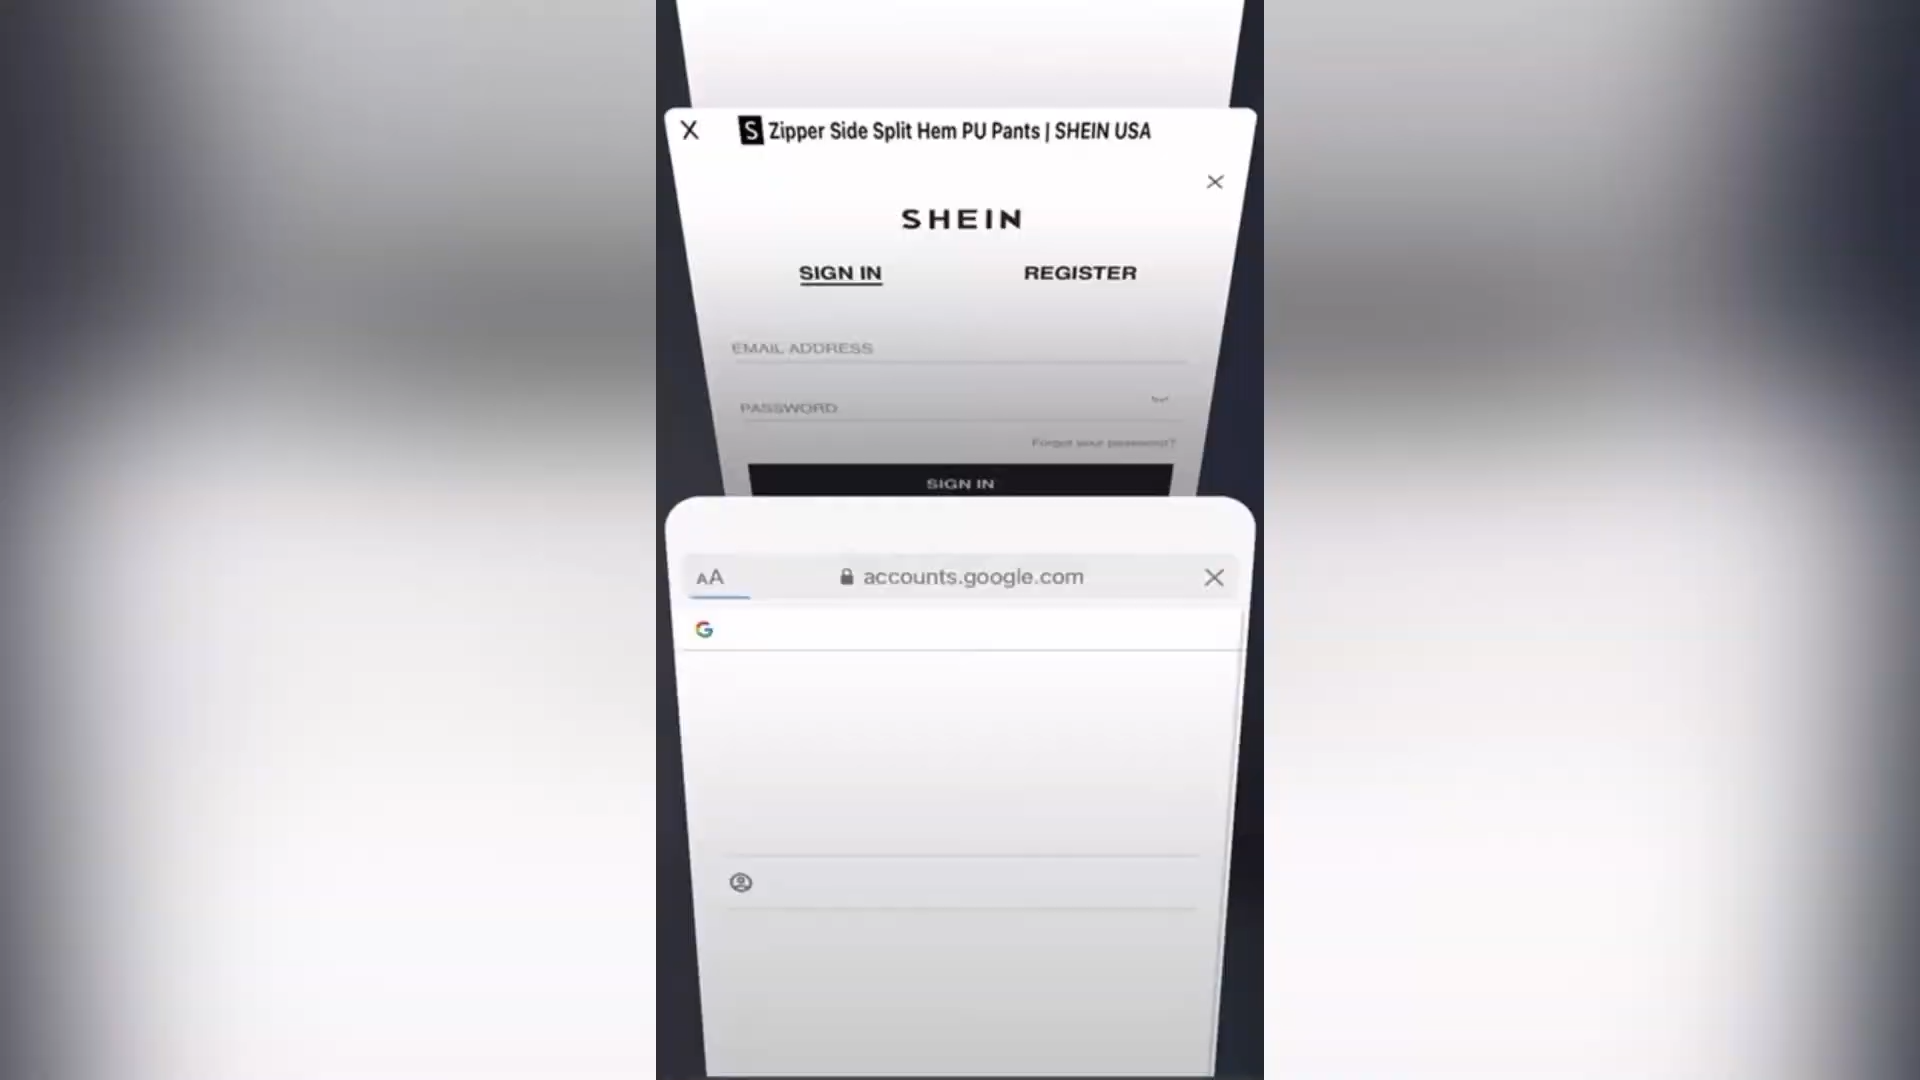 X S Zipper Side Split Hem PU Pants | SHEIN USA
SHEIN
SIGN IN REGISTER
EMAIL ADDRESS
PASSWORD
Forgot your password?
SIGN IN
AA accounts.google.com
G